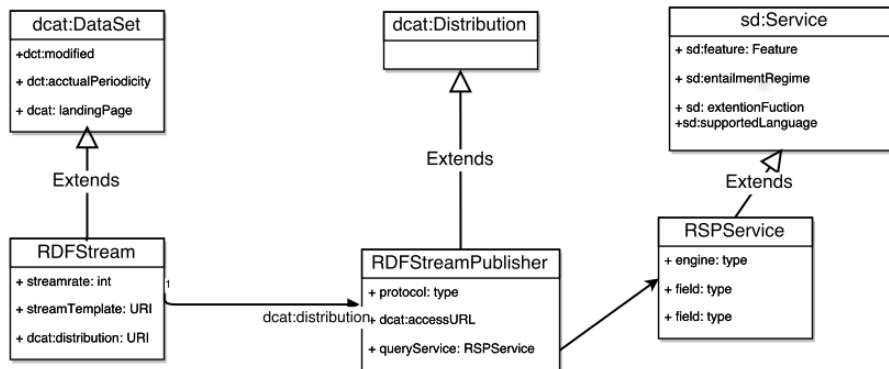 dcat:DataSet
+dct:modified
+ dct:acctualPeriodicity
+ dcat: landingPage
dcat:Distribution
sd:Service
+ sd:feature: Feature
+ sd:entailmentRegime
+ sd: extentionFuction
+sd:supportedLanguage
Extends
Extends
Extends
RDFStream
+ streamrate: int
+ streamTemplate: URI
+ dcat:distribution: URI
1
dcat:distribution
RDFStreamPublisher
+ protocol: type
+ dcat:accessURL
+ queryService: RSPService
RSPService
+ engine: type
+ field: type
+ field: type